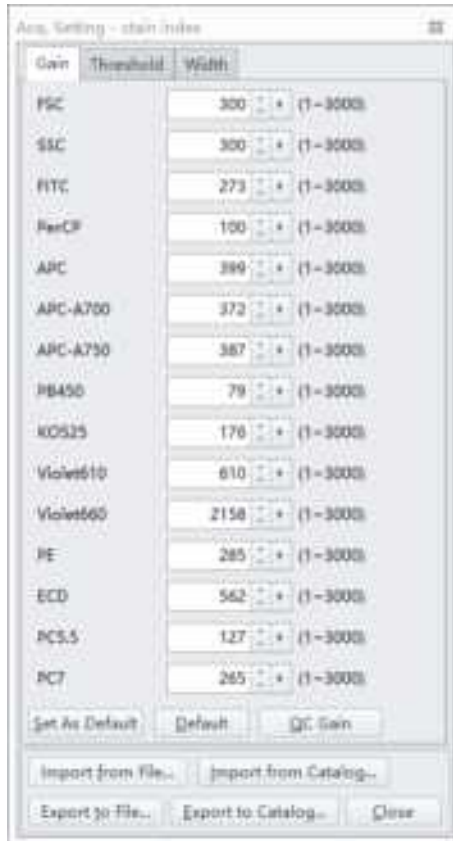 Acq. Setting - stain index
Gain Threshold Width
FSC 300 (1~3000)
SSC 300 (1~3000)
FITC 273 (1~3000)
PerCP 100 (1~3000)
APC 399 (1~3000)
APC-A700 372 (1~3000)
APC-A750 387 (1~3000)
PB450 79 (1~3000)
KO525 176 (1~3000)
Violet610 610 (1~3000)
Violet660 2158 (1~3000)
PE 265 (1~3000)
ECD 562 (1~3000)
PC5.5 127 (1~3000)
PC7 265 (1~3000)
Set As Default Default QC Gain
Import from File... Import from Catalog...
Export to File... Export to Catalog... Close